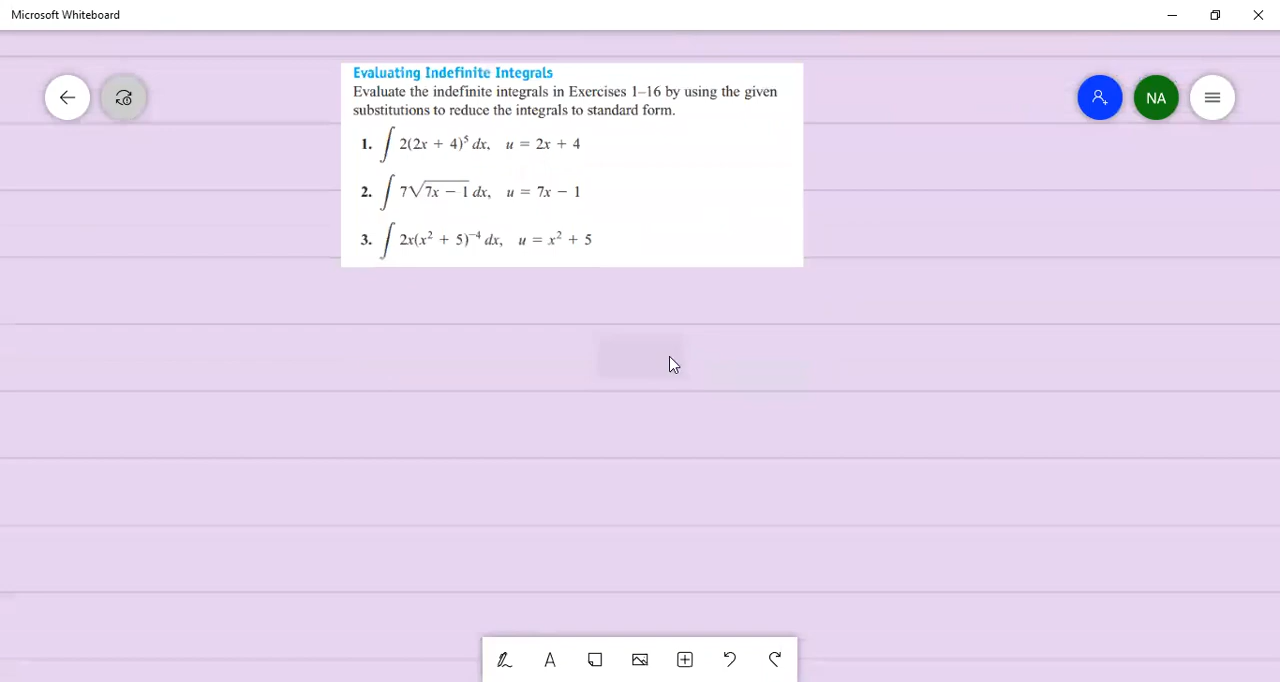 Microsoft Whiteboard
NA
Evaluating Indefinite Integrals
Evaluate the indefinite integrals in Exercises 1–16 by using the given
substitutions to reduce the integrals to standard form.
1. ∫ 2(2x + 4)⁵ dx, u = 2x + 4
2. ∫ 7√(7x − 1) dx, u = 7x − 1
3. ∫ 2x(x² + 5)⁻⁴ dx, u = x² + 5